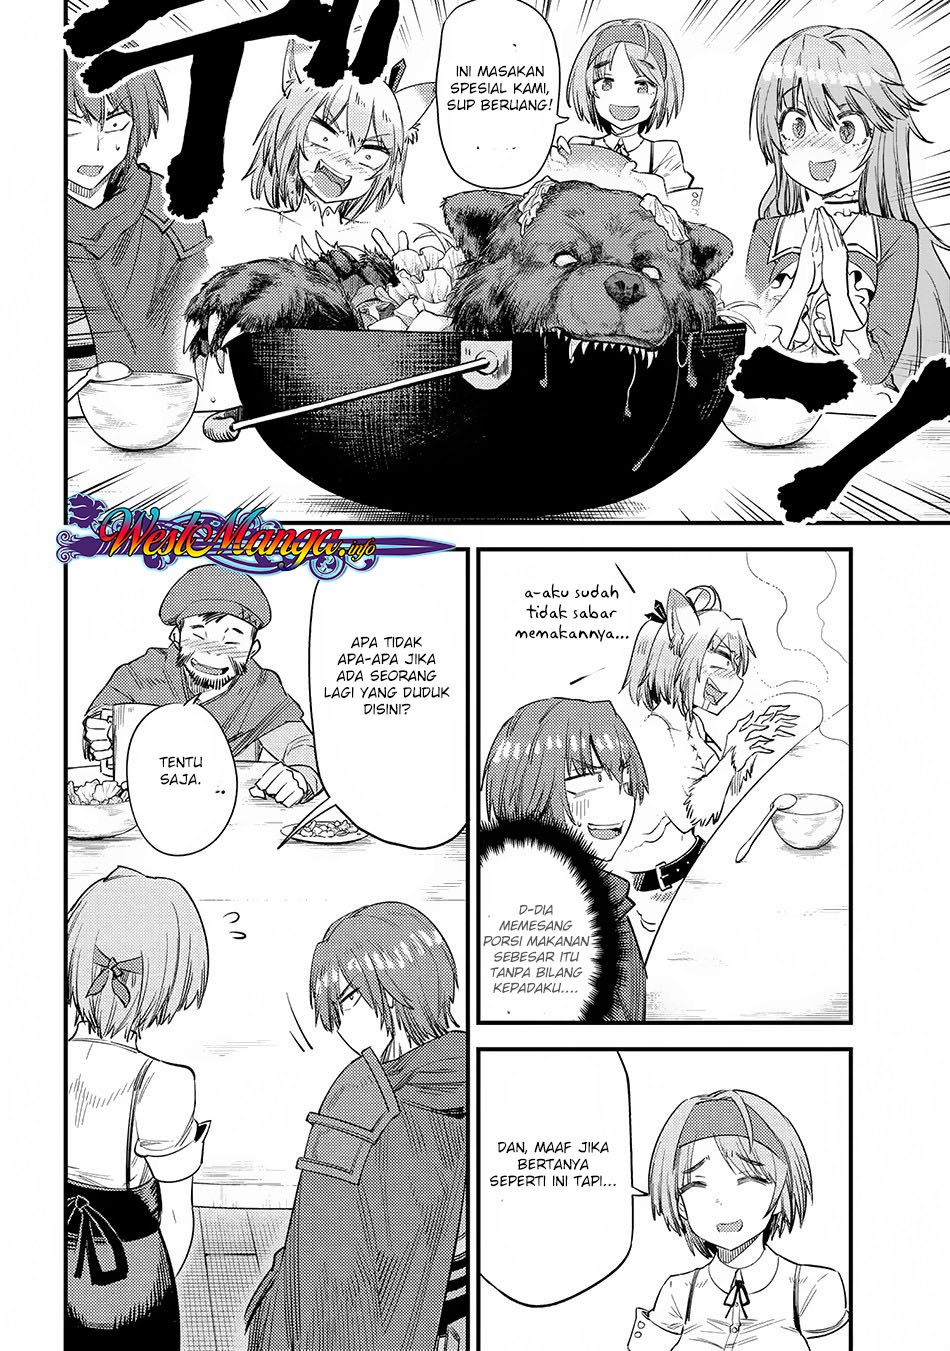 INI MASAKAN
SPESIAL KAMI,
SUP BERUANG!
WestManga.info
a-aku sudah
tidak sabar
memakannya...
D-DIA
MEMESANG
PORSI MAKANAN
SEBESAR ITU
TANPA BILANG
KEPADAKU....
DAN, MAAF JIKA
BERTANYA
SEPERTI INI TAPI...
APA TIDAK
APA-APA JIKA
ADA SEORANG
LAGI YANG DUDUK
DISINI?
TENTU
SAJA.